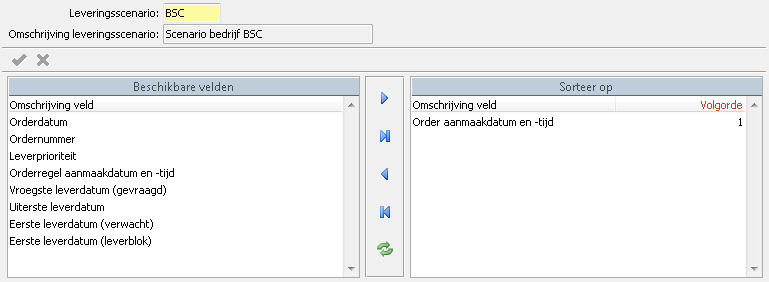 Leveringsscenario: BSC
Omschrijving leveringsscenario: Scenario bedrijf BSC
Beschikbare velden
Omschrijving veld
Orderdatum
Ordernummer
Leverprioriteit
Orderregel aanmaakdatum en -tijd
Vroegste leverdatum (gevraagd)
Uiterste leverdatum
Eerste leverdatum (verwacht)
Eerste leverdatum (leverblok)
Sorteer op
Omschrijving veld Volgorde
Order aanmaakdatum en -tijd 1